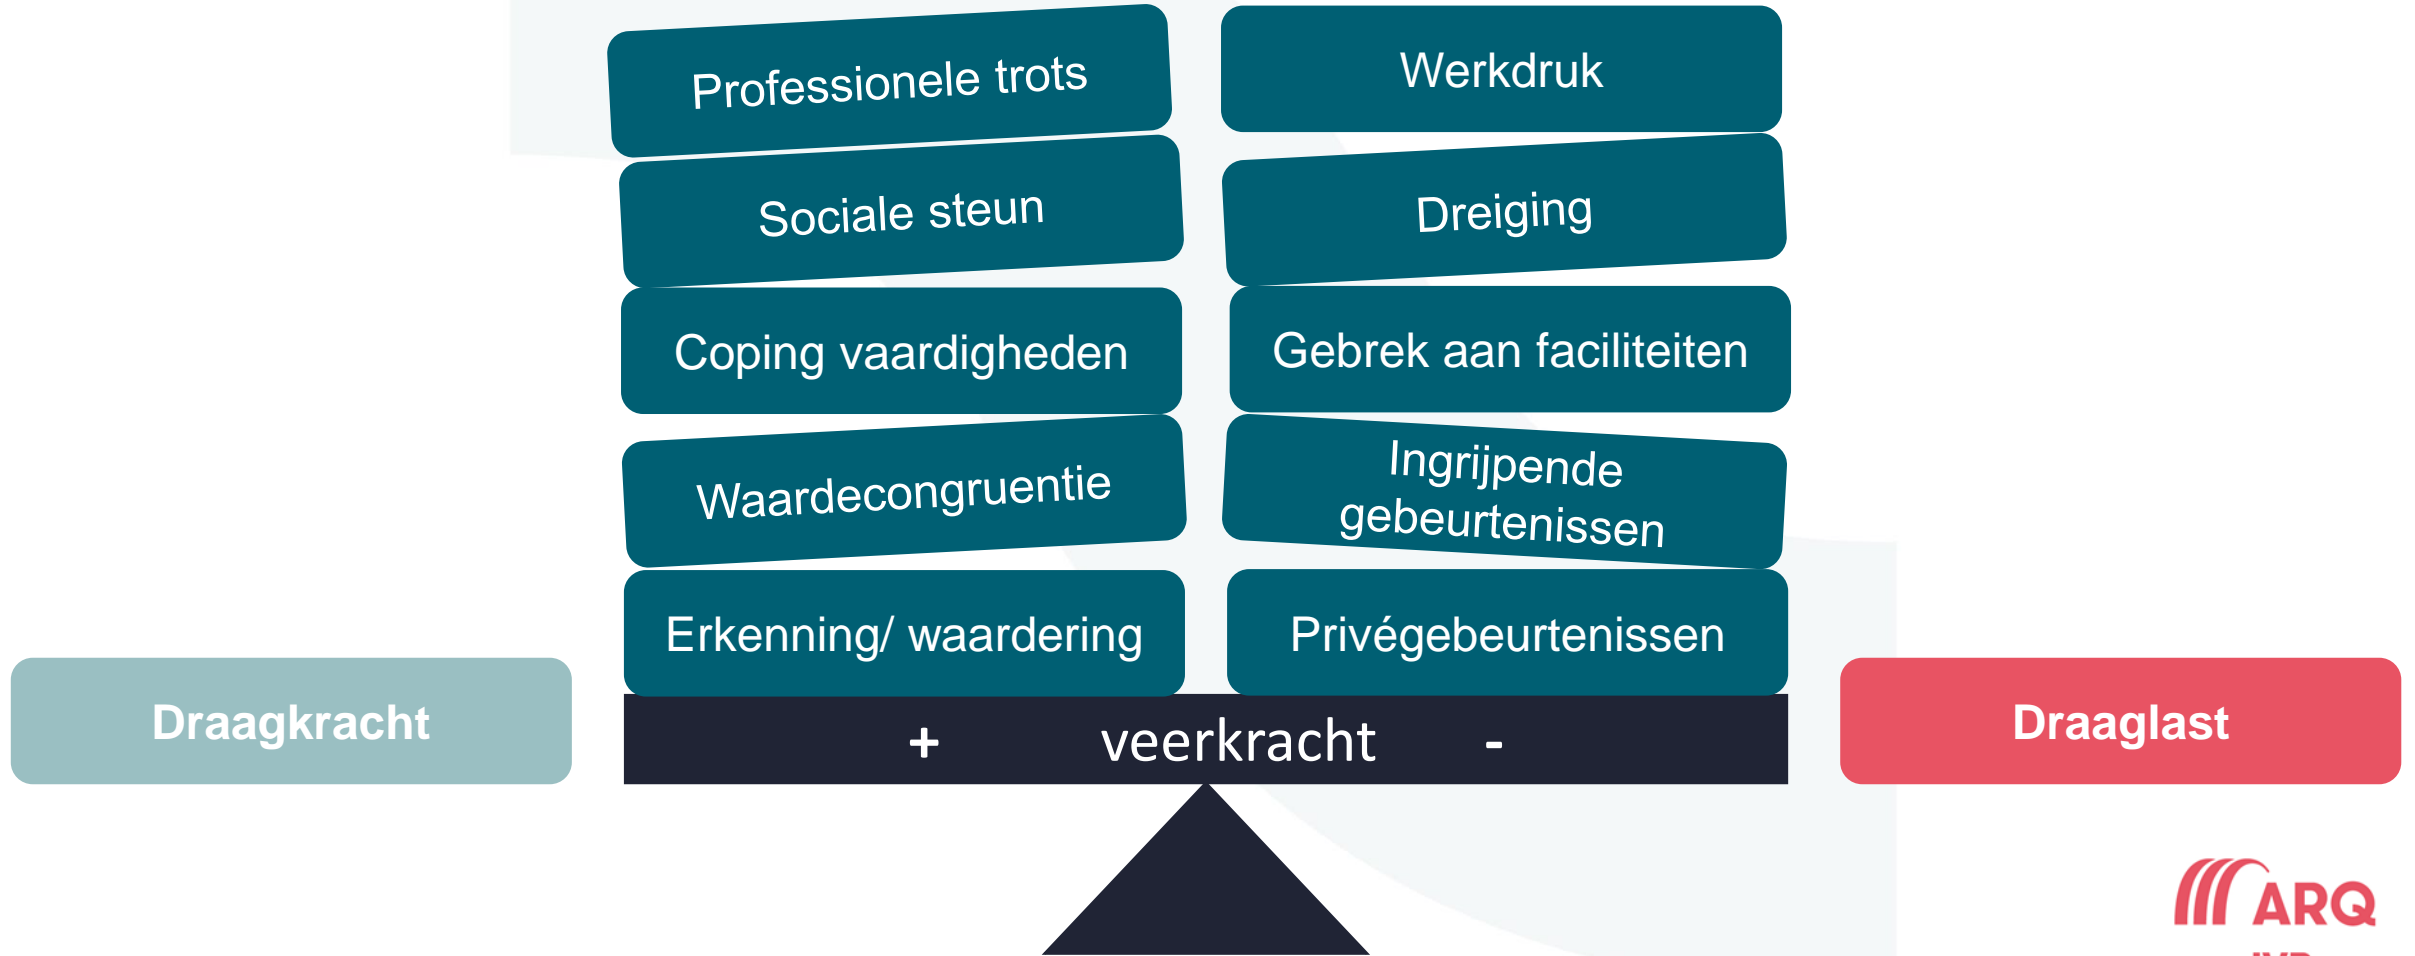 Professionele trots
Werkdruk
Sociale steun
Dreiging
Coping vaardigheden
Gebrek aan faciliteiten
Waardecongruentie
Ingrijpende
gebeurtenissen
Erkenning/ waardering
Privégebeurtenissen
Draagkracht
+ veerkracht -
Draaglast
ARQ